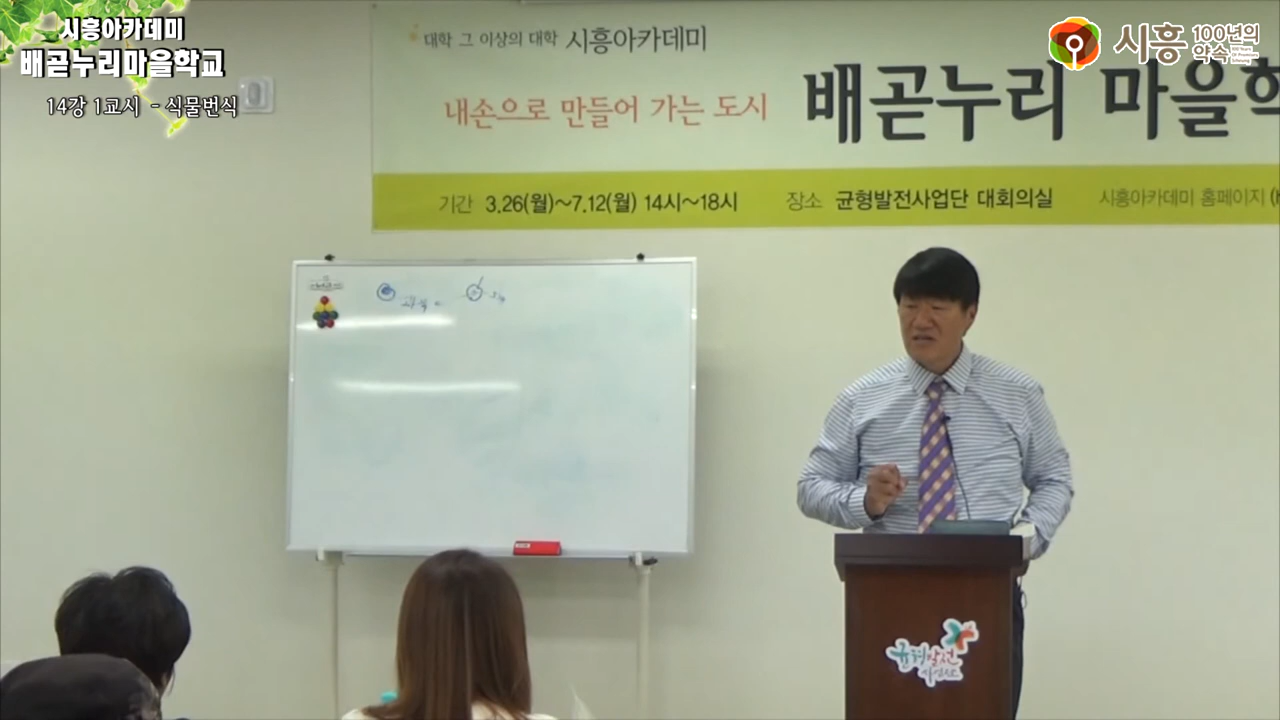 시흥아카데미
배곧누리마을학교
14강 1교시 - 식물번식
시흥 100년의 약속
대학 그 이상의 대학 시흥아카데미
내손으로 만들어 가는 도시 배곧누리 마을학
기간 3.26(월)~7.12(월) 14시~18시 장소 균형발전사업단 대회의실 시흥아카데미 홈페이지
균형발전